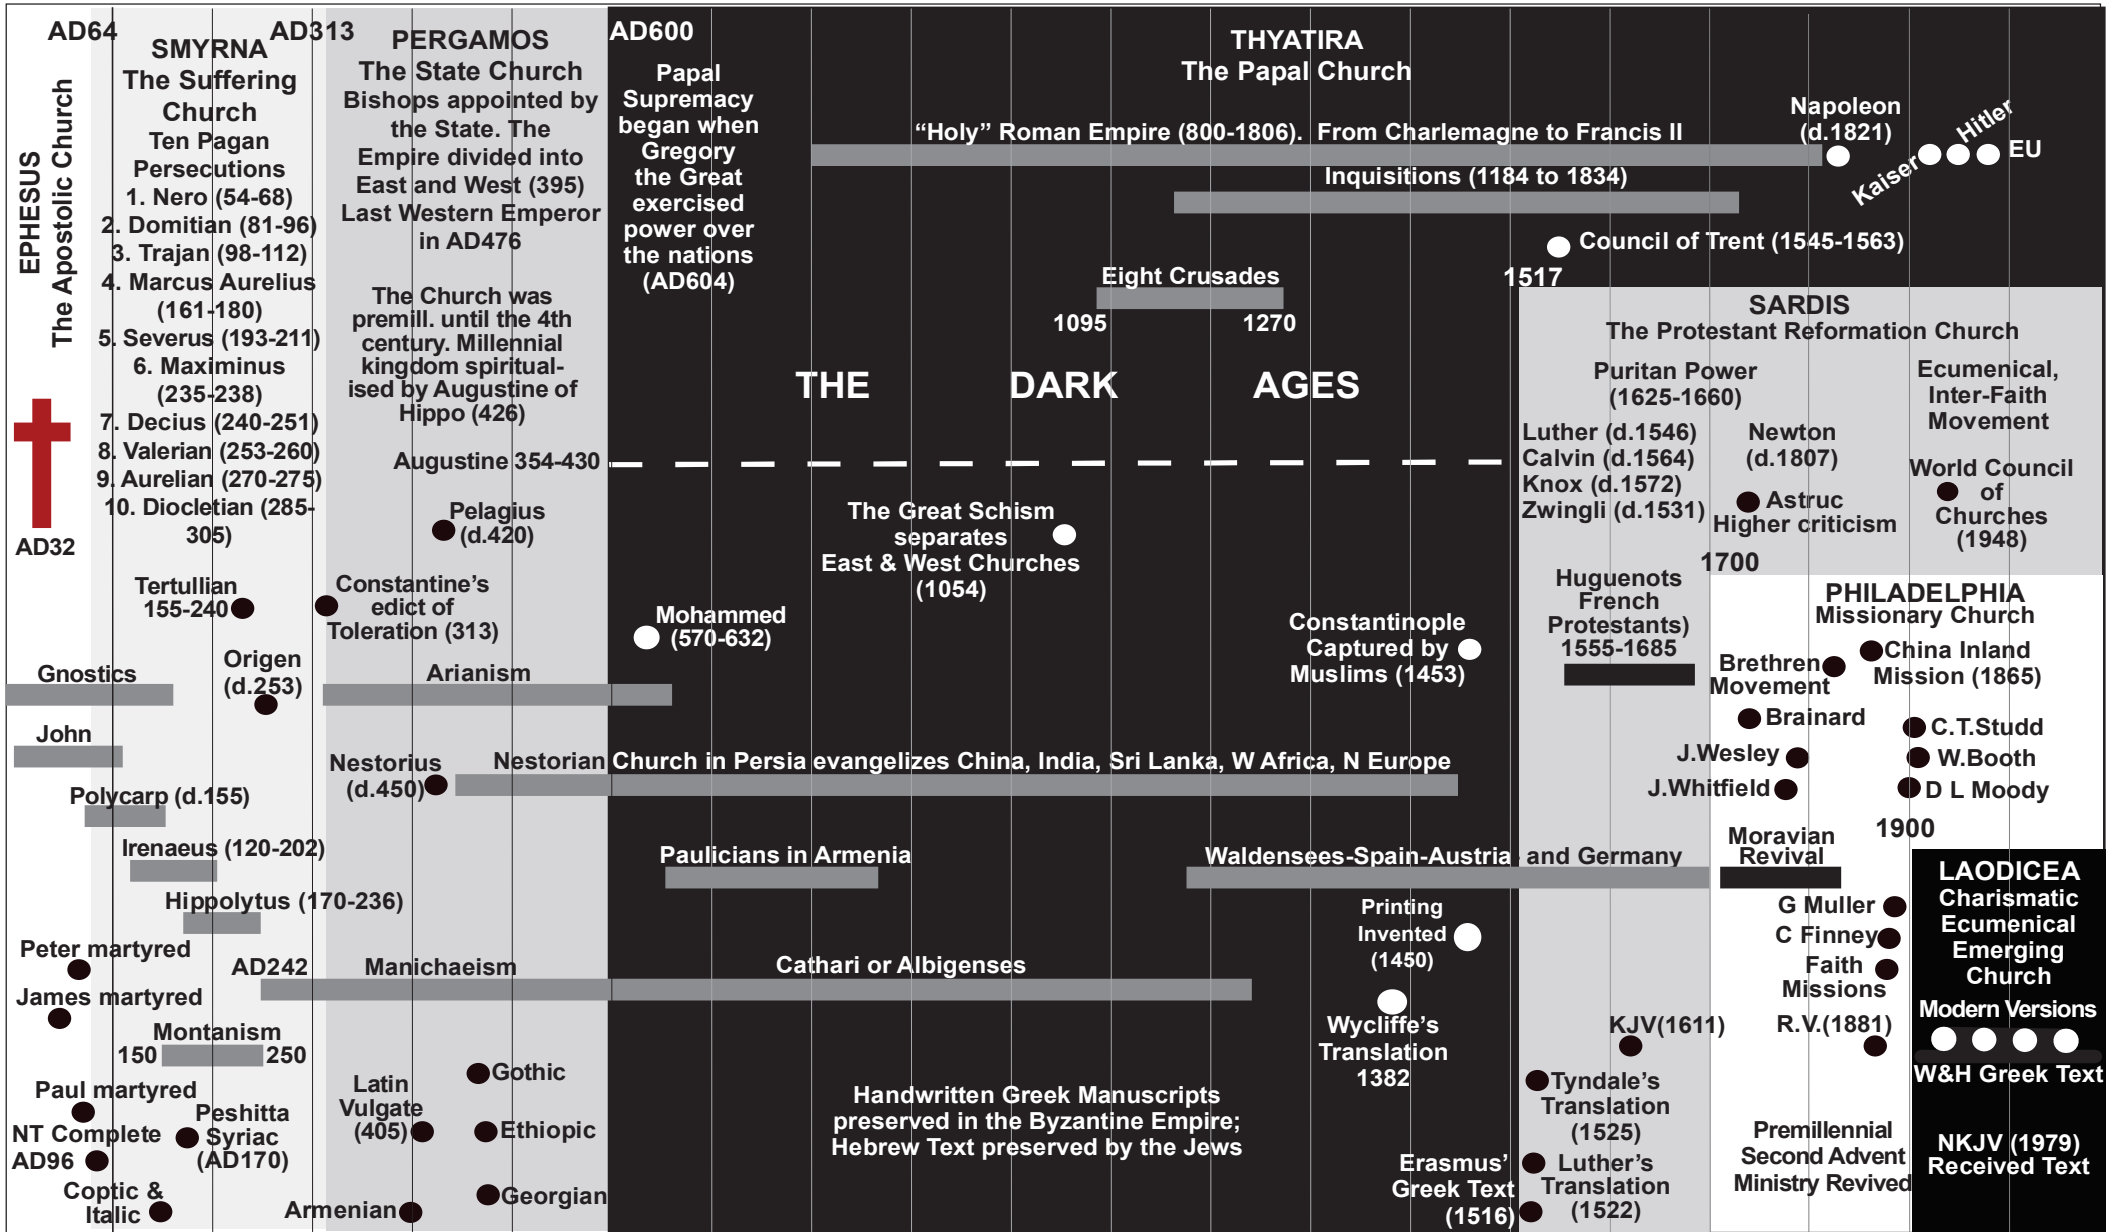 AD64
EPHESUS
The Apostolic Church
AD32
SMYRNA
The Suffering
Church
Ten Pagan
Persecutions
1. Nero (54-68)
2. Domitian (81-96)
3. Trajan (98-112)
4. Marcus Aurelius
(161-180)
5. Severus (193-211)
6. Maximinus
(235-238)
7. Decius (240-251)
8. Valerian (253-260)
9. Aurelian (270-275)
10. Diocletian (285-
305)
Tertullian
155-240
Origen
(d.253)
Gnostics
John
Polycarp (d.155)
Irenaeus (120-202)
Hippolytus (170-236)
Peter martyred
James martyred
Montanism
150
250
Paul martyred
NT Complete
AD96
Peshitta
Syriac
(AD170)
Coptic &
Italic
AD313
PERGAMOS
The State Church
Bishops appointed by
the State. The
Empire divided into
East and West (395)
Last Western Emperor
in AD476
The Church was
premill. until the 4th
century. Millennial
kingdom spiritual-
ised by Augustine of
Hippo (426)
Augustine 354-430
Pelagius
(d.420)
Constantine's
edict of
Toleration (313)
Arianism
Nestorius
(d.450)
Nestorian Church in Persia evangelizes China, India, Sri Lanka, W Africa, N Europe
AD242
Manichaeism
Cathari or Albigenses
Latin
Vulgate
(405)
Gothic
Ethiopic
Georgian
Armenian
AD600
Papal
Supremacy
began when
Gregory
the Great
exercised
power over
the nations
(AD604)
THYATIRA
The Papal Church
“Holy” Roman Empire (800-1806). From Charlemagne to Francis II
Napoleon
(d.1821)
Kaiser
Hitler
EU
Inquisitions (1184 to 1834)
Council of Trent (1545-1563)
Eight Crusades
1095
1270
THE DARK AGES
The Great Schism
separates
East & West Churches
(1054)
Mohammed
(570-632)
Constantinople
Captured by
Muslims (1453)
Paulicians in Armenia
Waldensees-Spain-Austria- and Germany
Printing
Invented
(1450)
Wycliffe's
Translation
1382
Handwritten Greek Manuscripts
preserved in the Byzantine Empire;
Hebrew Text preserved by the Jews
Erasmus'
Greek Text
(1516)
1517
SARDIS
The Protestant Reformation Church
Puritan Power
(1625-1660)
Ecumenical,
Inter-Faith
Movement
Luther (d.1546)
Calvin (d.1564)
Knox (d.1572)
Zwingli (d.1531)
Newton
(d.1807)
Astruc
Higher criticism
World Council
of
Churches
(1948)
Huguenots
French
Protestants)
1555-1685
KJV(1611)
Tyndale's
Translation
(1525)
Luther's
Translation
(1522)
1700
PHILADELPHIA
Missionary Church
Brethren
Movement
China Inland
Mission (1865)
Brainard
J.Wesley
J.Whitfield
C.T.Studd
W.Booth
D L Moody
Moravian
Revival
G Muller
C Finney
Faith
Missions
R.V.(1881)
Premillennial
Second Advent
Ministry Revived
1900
LAODICEA
Charismatic
Ecumenical
Emerging
Church
Modern Versions
W&H Greek Text
NKJV (1979)
Received Text